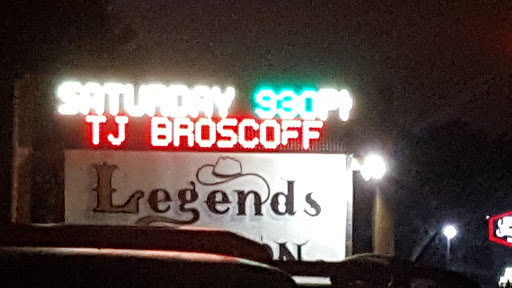 SATURDAY 930PM
TJ BROSCOFF
Legends